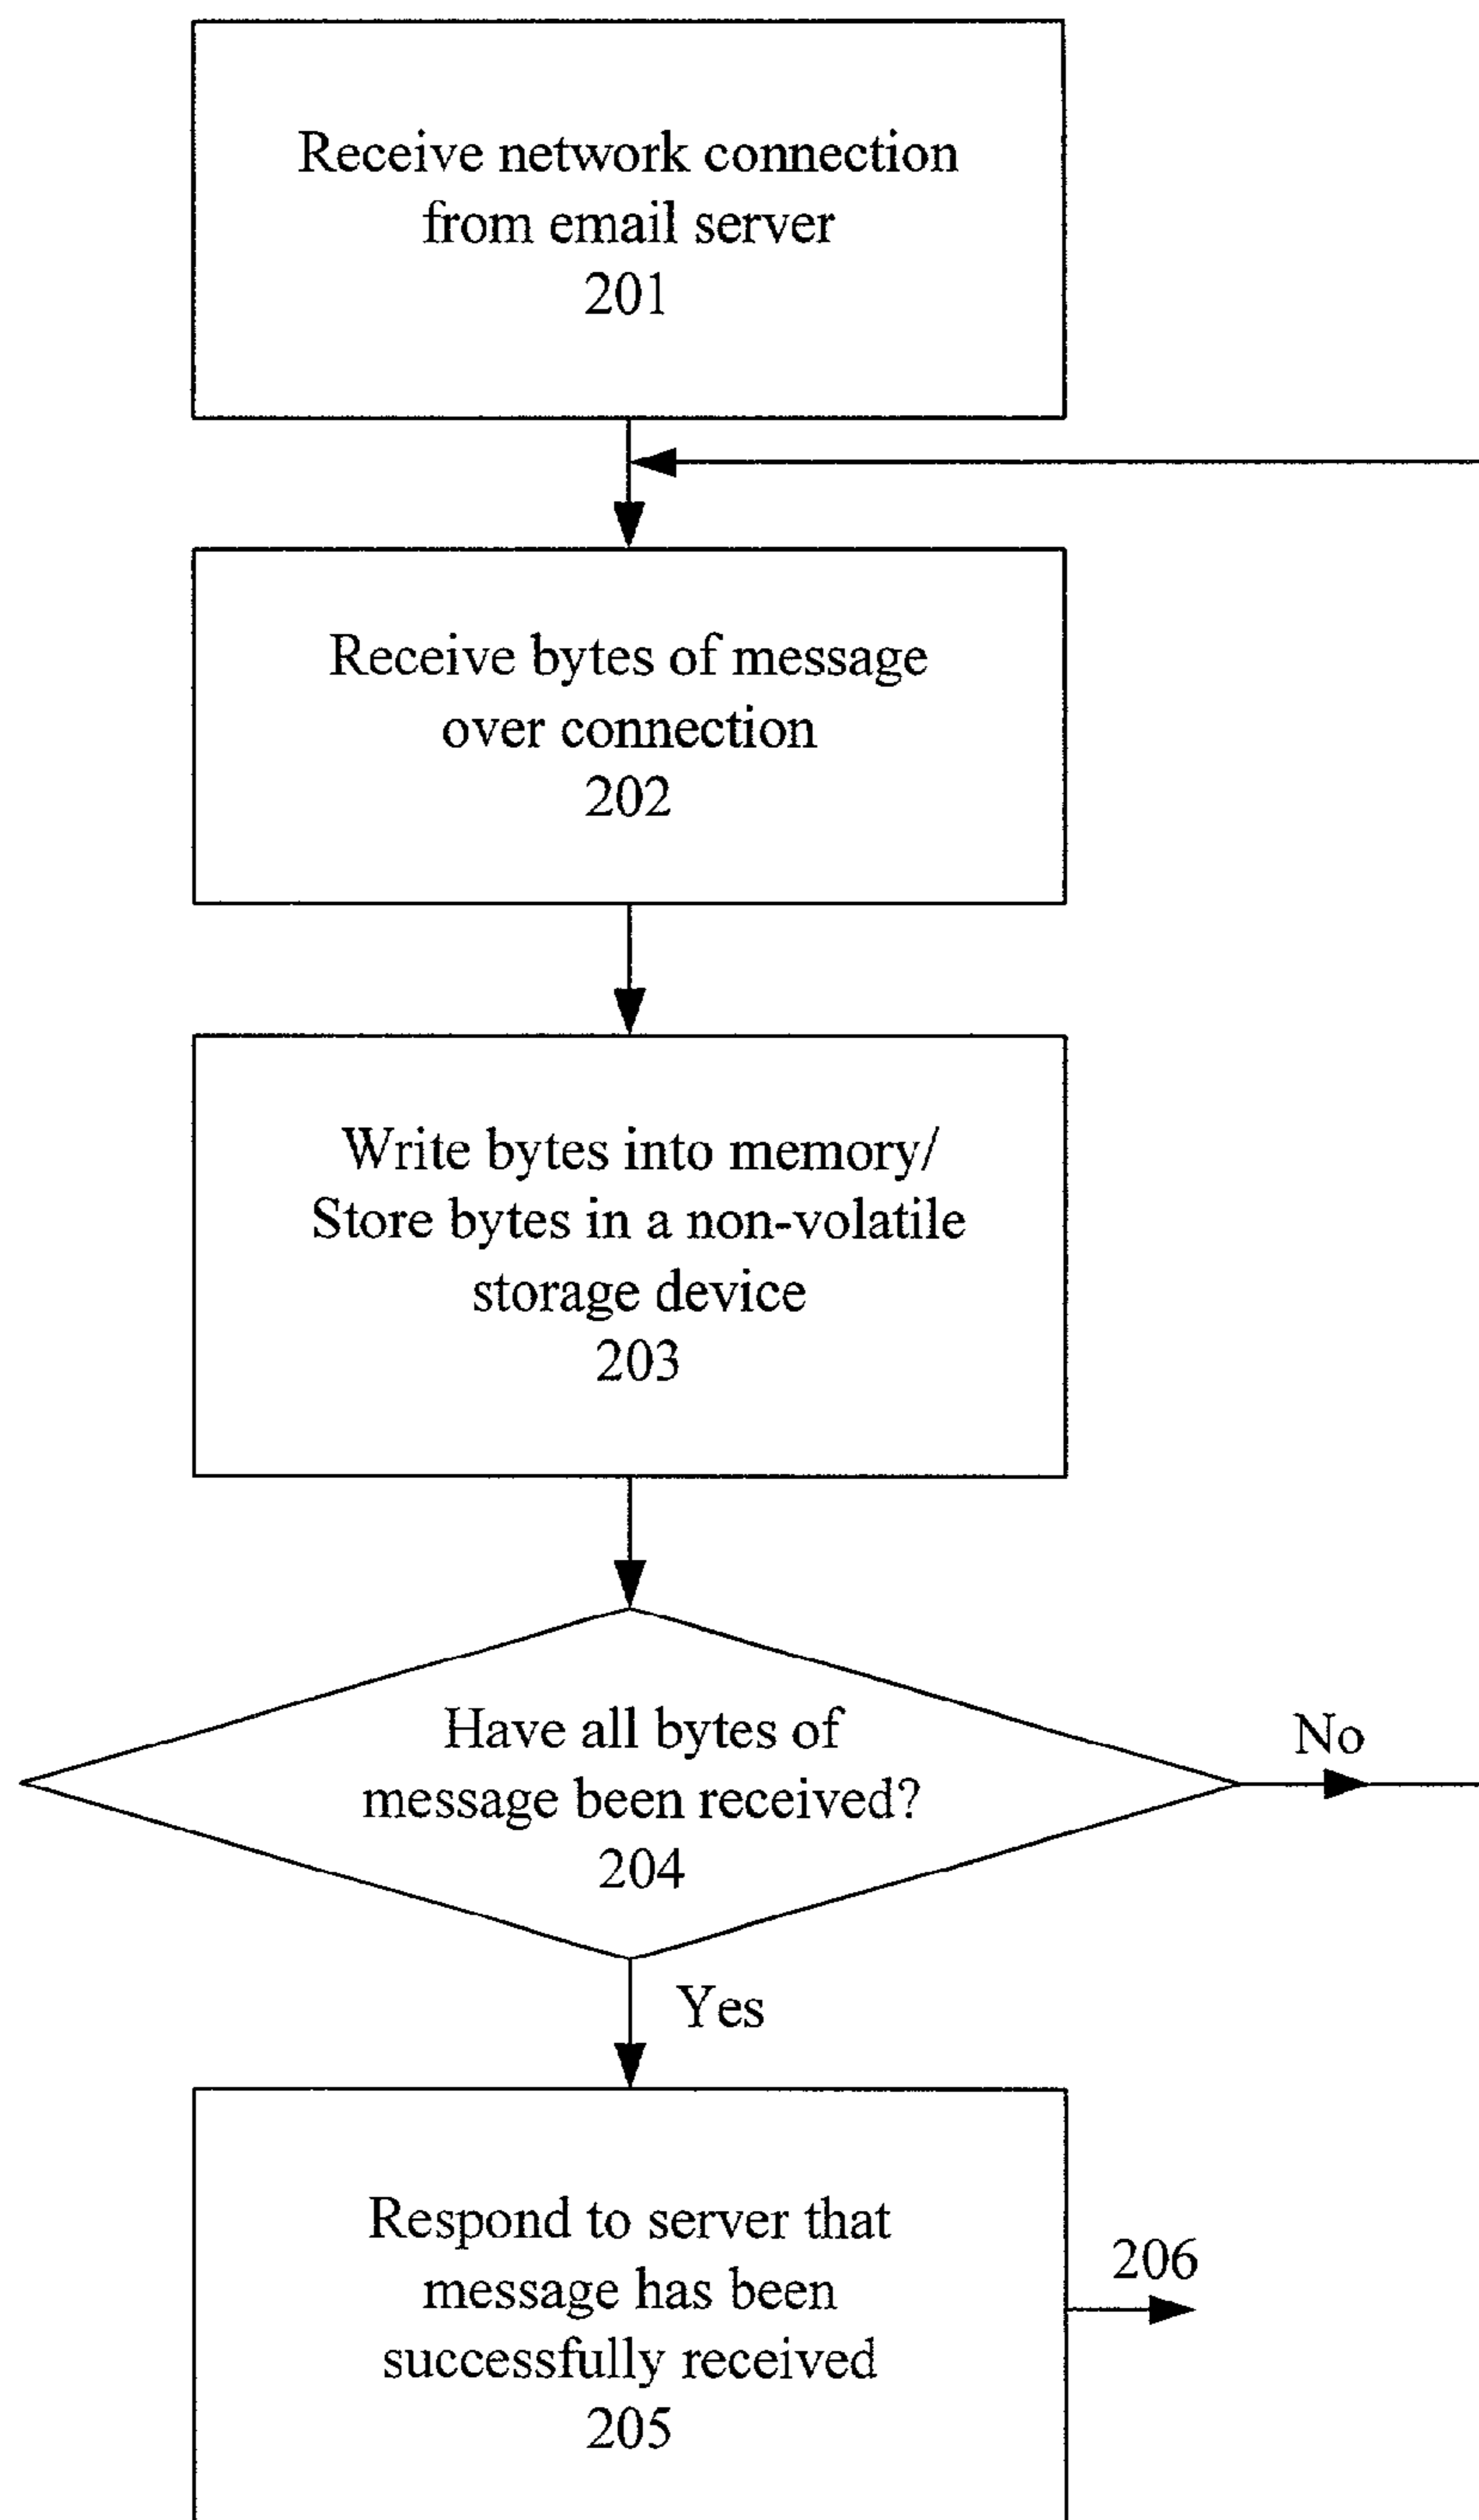 Receive network connection
from email server
201
Receive bytes of message
over connection
202
Write bytes into memory/
Store bytes in a non-volatile
storage device
203
Have all bytes of
message been received?
204
No
Yes
Respond to server that
message has been
successfully received
205
206